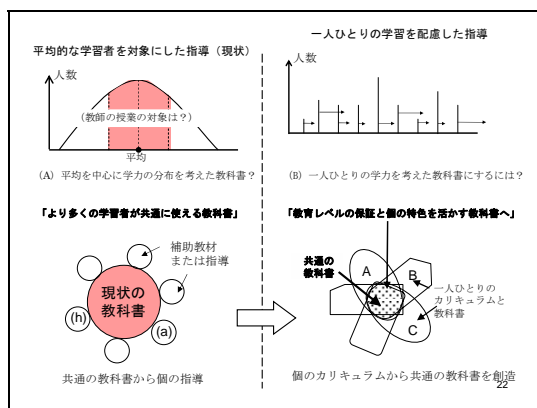 平均的な学習者を対象にした指導（現状）
人数
（教師の授業の対象は？）
平均
（A）平均を中心に学力の分布を考えた教科書？
「より多くの学習者が共通に使える教科書」
補助教材
または指導
現状の
教科書
(h)
(a)
共通の教科書から個の指導
一人ひとりの学習を配慮した指導
人数
（B）一人ひとりの学力を考えた教科書にするには？
「教育レベルの保証と個の特色を活かす教科書へ」
共通の
教科書
A
B
一人ひとりの
カリキュラムと
教科書
C
個のカリキュラムから共通の教科書を創造
22